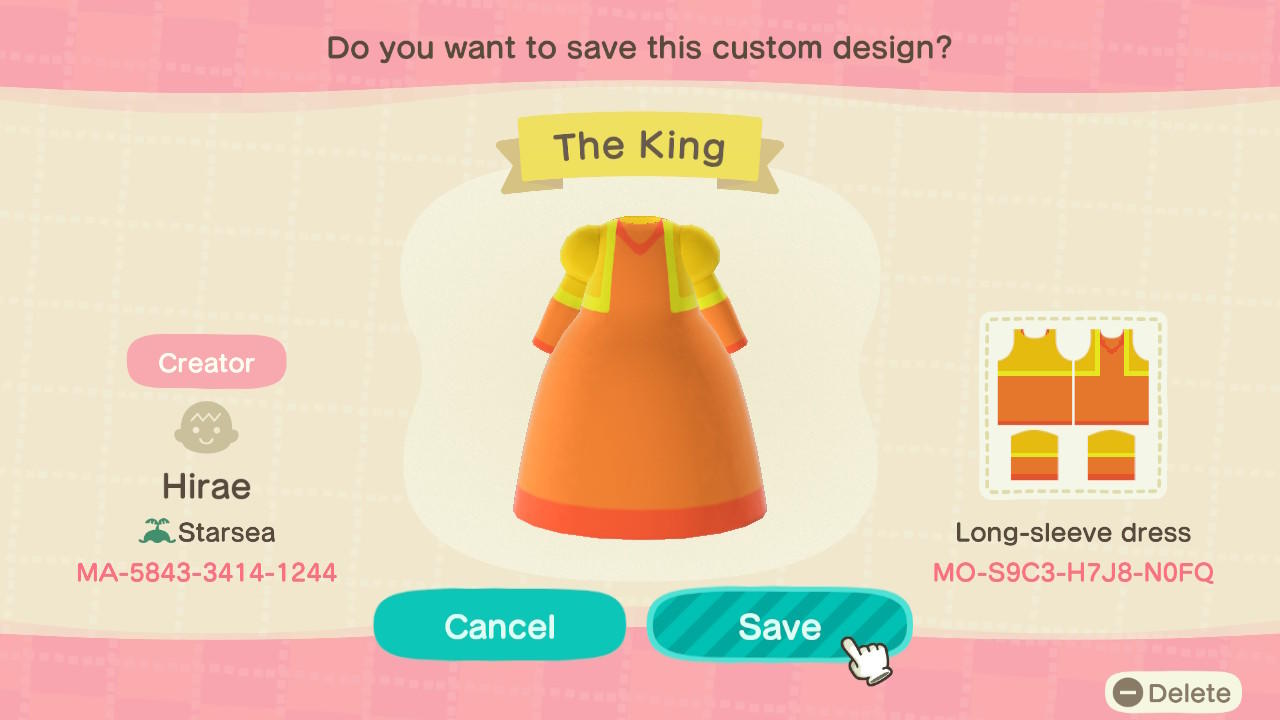 Do you want to save this custom design?
The King
Creator
Hirae
Starsea
MA-5843-3414-1244
Long-sleeve dress
MO-S9C3-H7J8-N0FQ
Cancel
Save
Delete